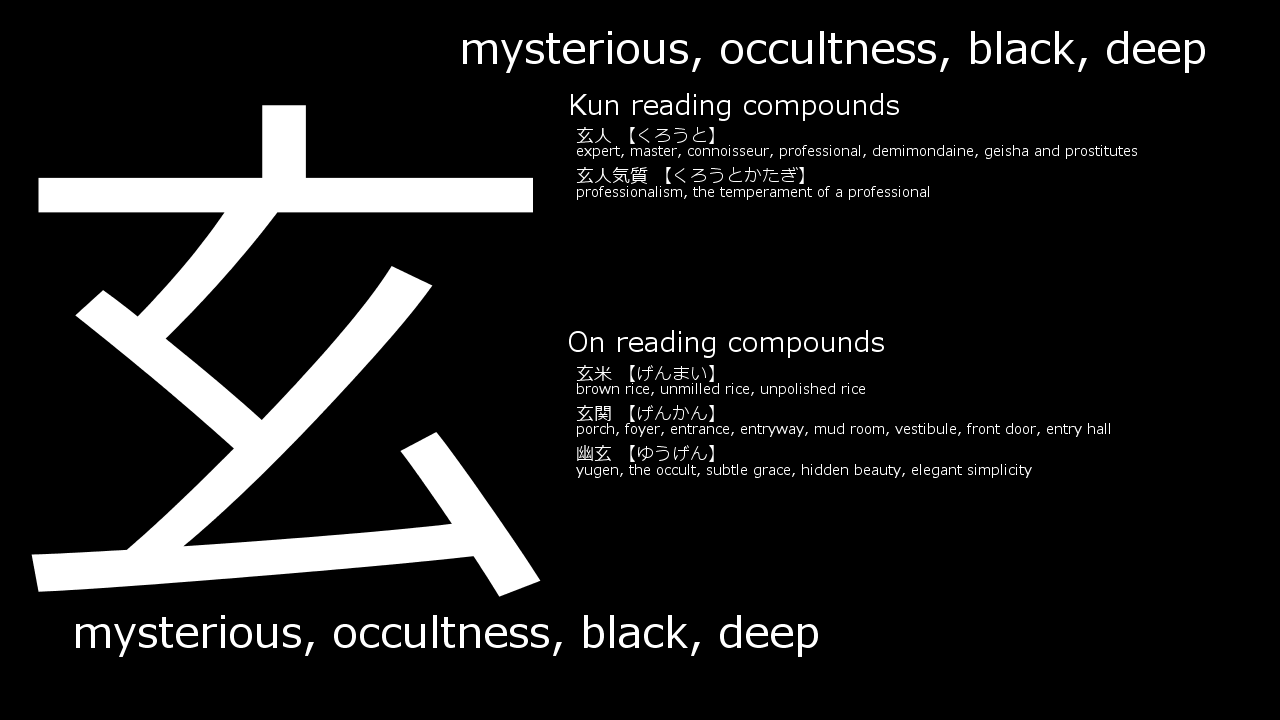 mysterious, occultness, black, deep
玄
Kun reading compounds
玄人 【くろうと】
expert, master, connoisseur, professional, demimondaine, geisha and prostitutes
玄人気質 【くろうとかたぎ】
professionalism, the temperament of a professional
On reading compounds
玄米 【げんまい】
brown rice, unmilled rice, unpolished rice
玄関 【げんかん】
porch, foyer, entrance, entryway, mud room, vestibule, front door, entry hall
幽玄 【ゆうげん】
yugen, the occult, subtle grace, hidden beauty, elegant simplicity
mysterious, occultness, black, deep